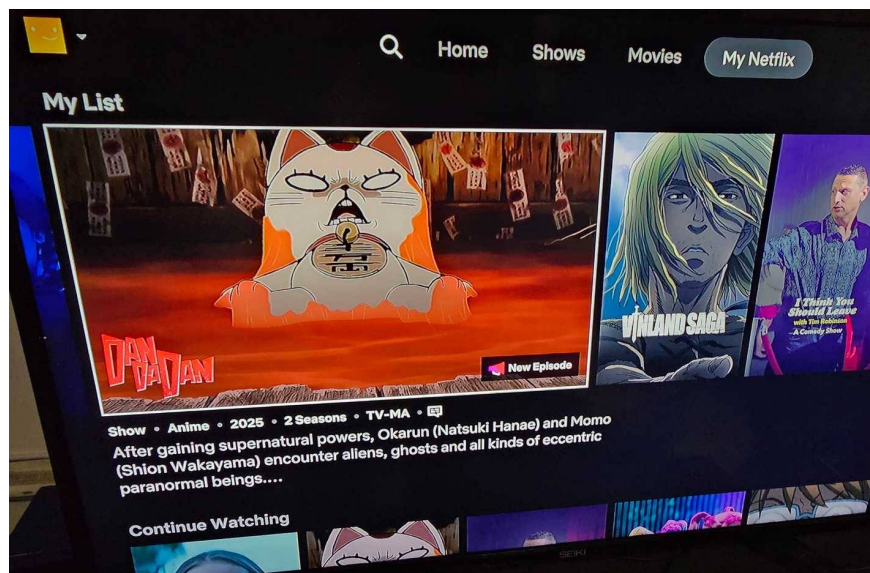 Home Shows Movies My Netflix
My List
DAN DA DAN
New Episode
VINLAND SAGA
I Think You
Should Leave
with Tim Robinson
A Comedy Show
Show • Anime • 2025 • 2 Seasons • TV-MA •
After gaining supernatural powers, Okarun (Natsuki Hanae) and Momo
(Shion Wakayama) encounter aliens, ghosts and all kinds of eccentric
paranormal beings....
Continue Watching
SEIKI